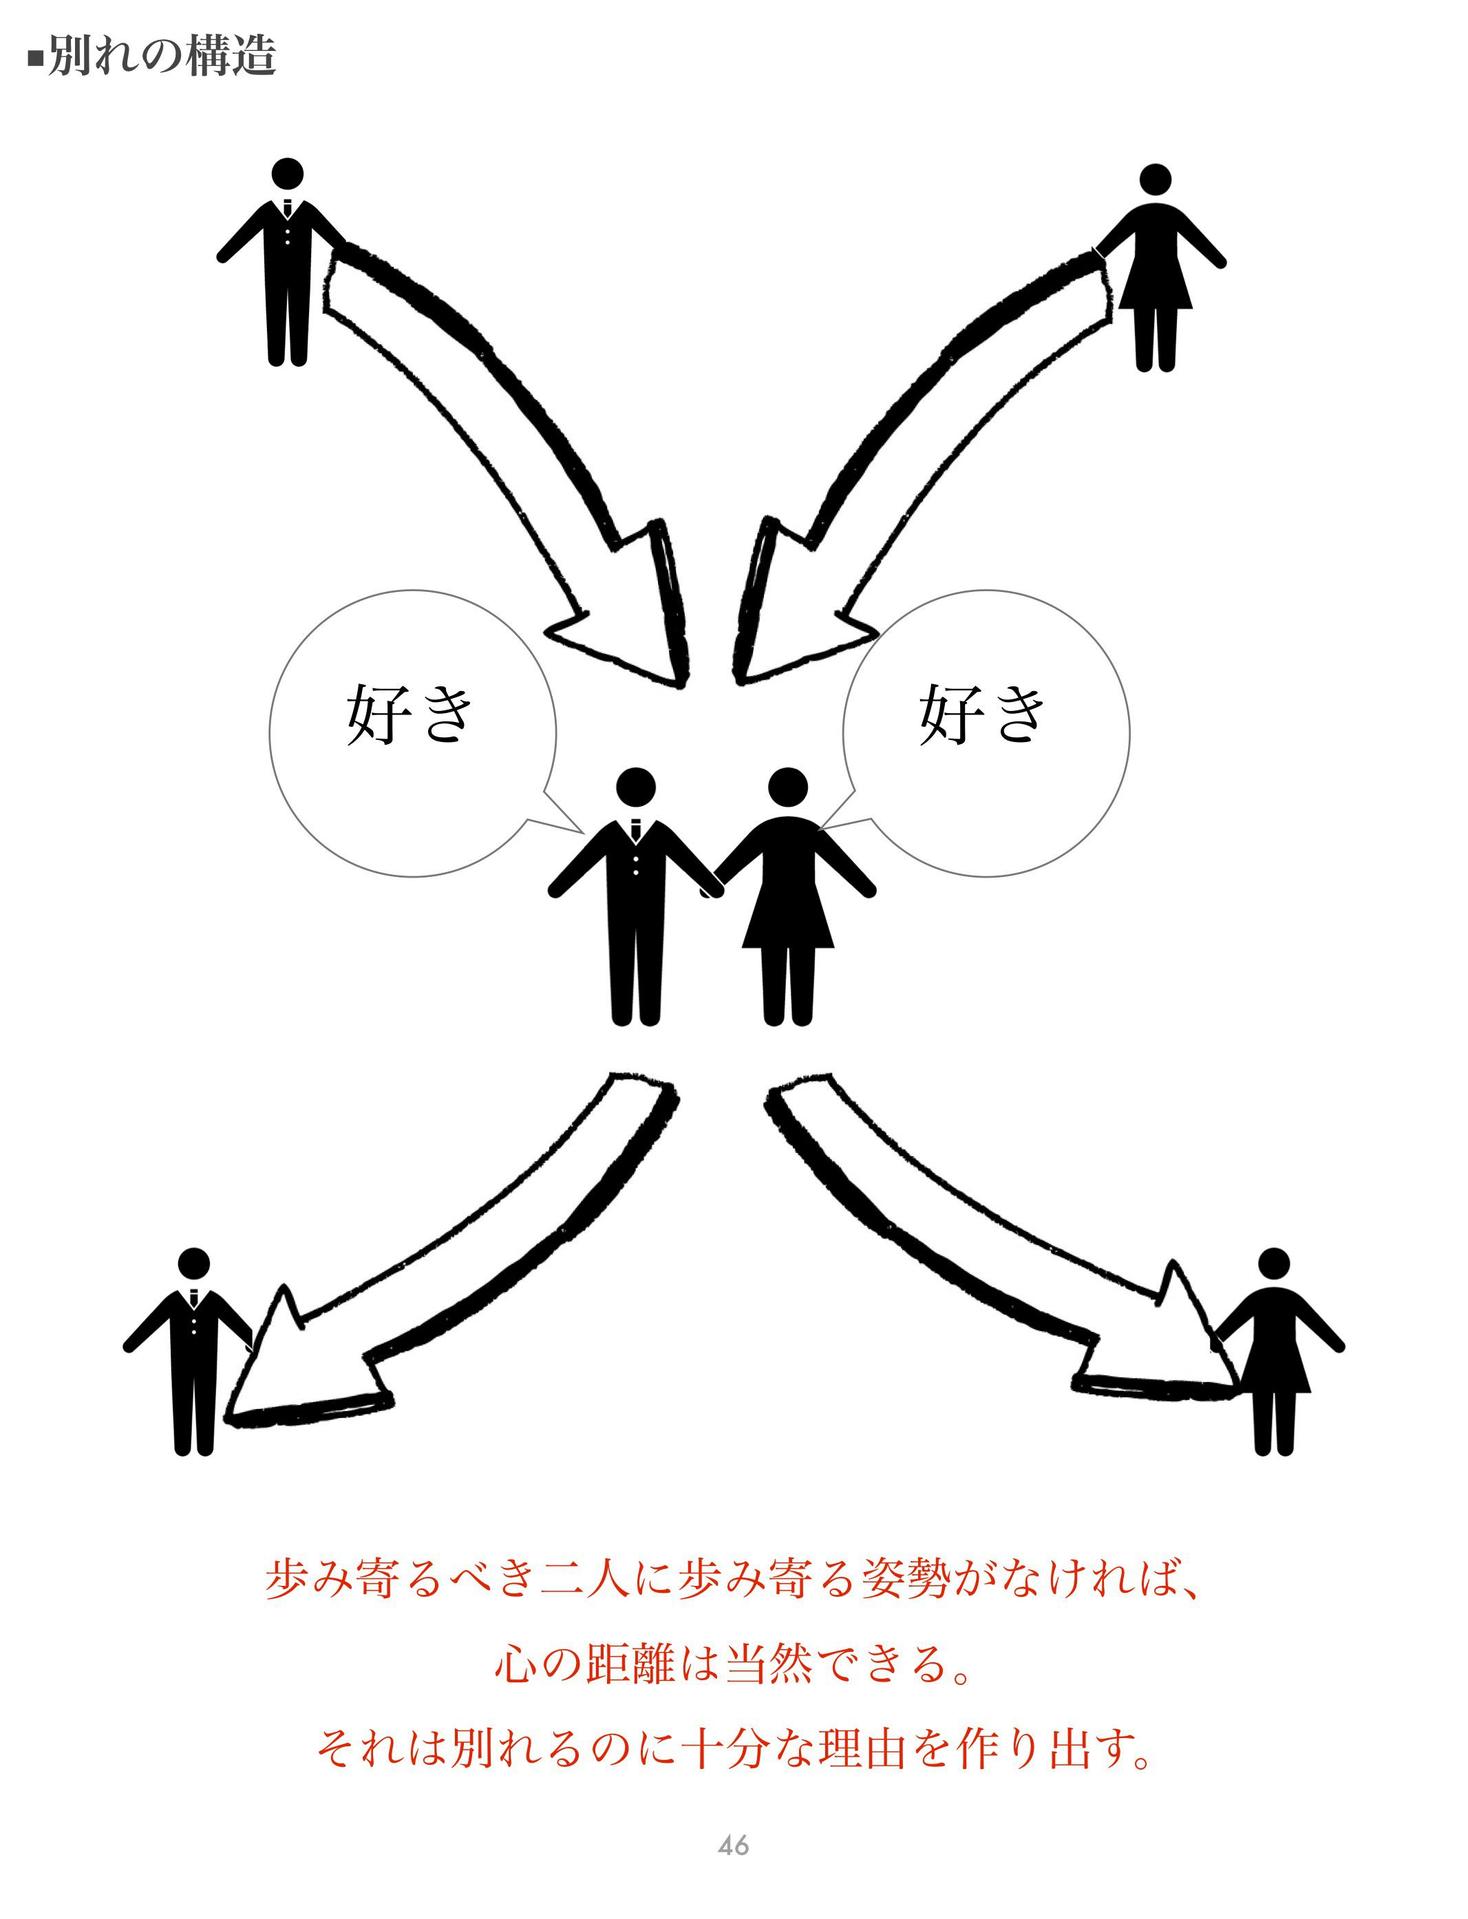 ■別れの構造
好き
好き
歩み寄るべき二人に歩み寄る姿勢がなければ、
心の距離は当然できる。
それは別れるのに十分な理由を作り出す。
46